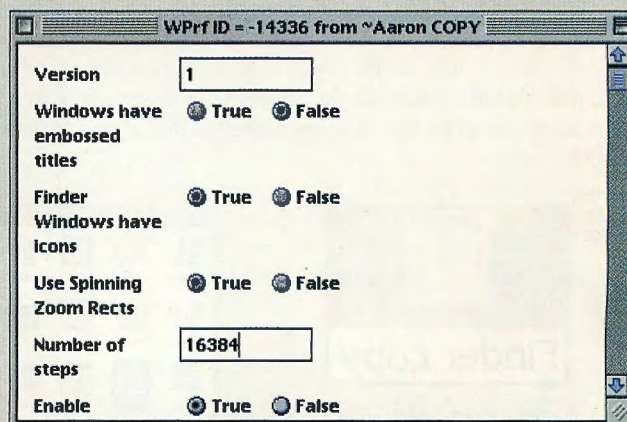 WPrf ID = -14336 from ~Aaron COPY
Version 1
Windows have True False
embossed
titles
Finder True False
Windows have
icons
Use Spinning True False
Zoom Rects
Number of 16384
steps
Enable True False